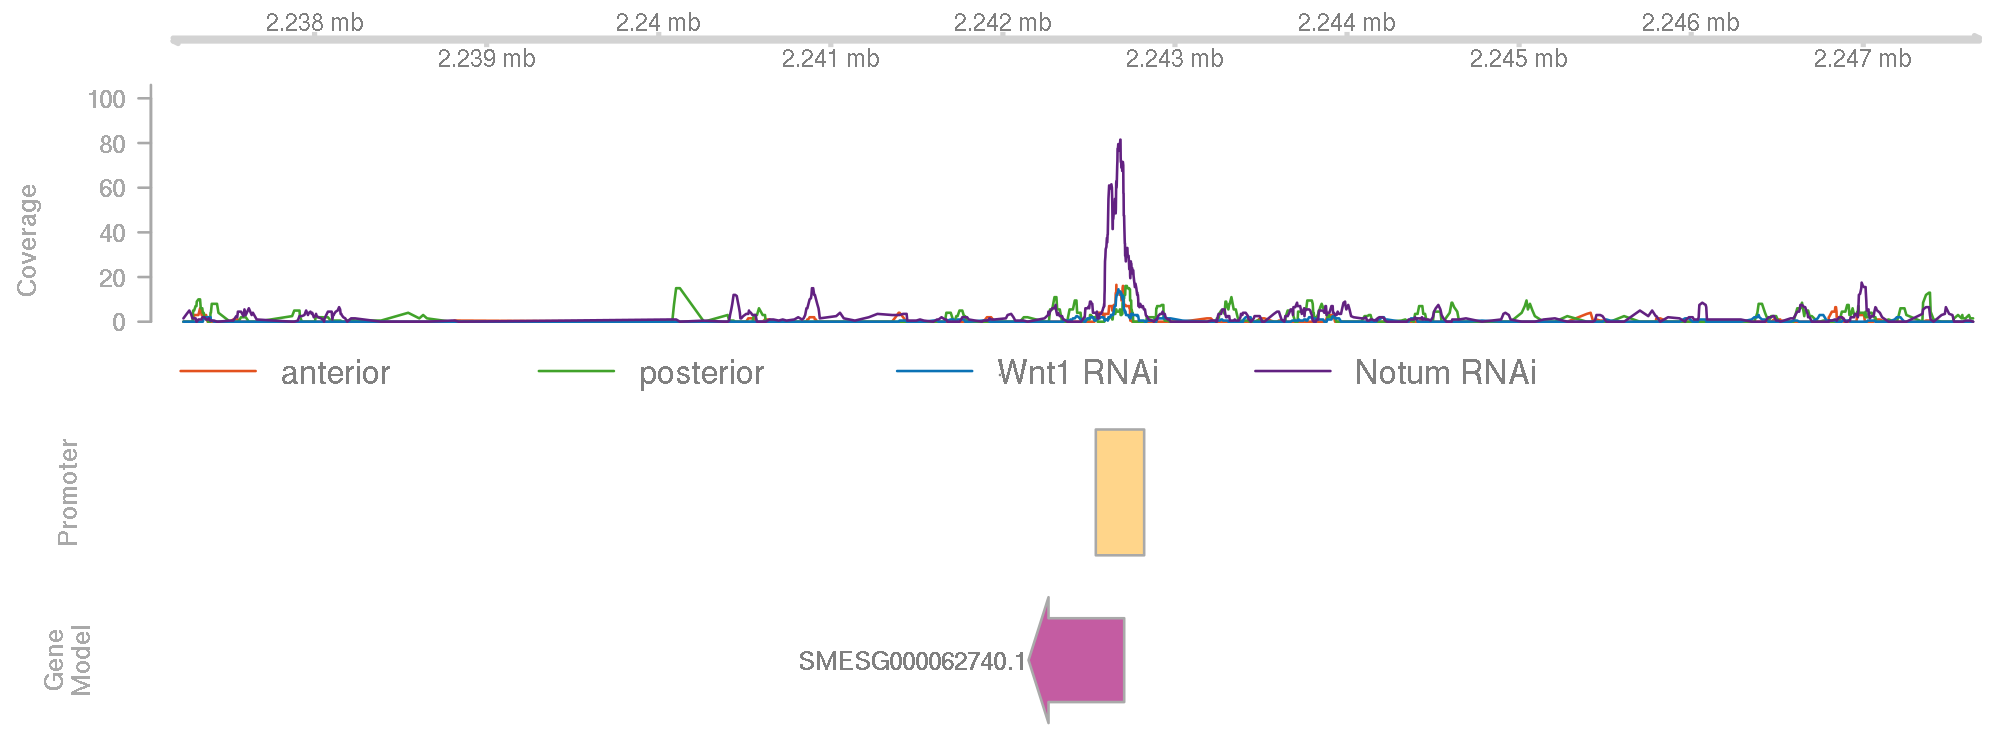 2.238 mb 2.24 mb 2.242 mb 2.244 mb 2.246 mb
2.239 mb 2.241 mb 2.243 mb 2.245 mb 2.247 mb
100
80
60
40
20
0
Coverage
anterior posterior Wnt1 RNAi Notum RNAi
Promoter
Gene
Model
SMESG000062740.1